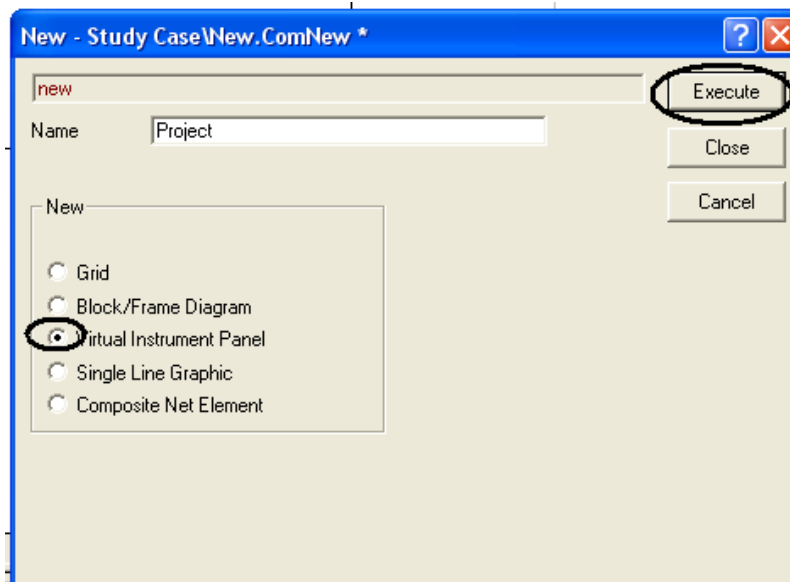 New - Study Case\New.ComNew *
new
Execute
Name Project
Close
Cancel
New
Grid
Block/Frame Diagram
Virtual Instrument Panel
Single Line Graphic
Composite Net Element